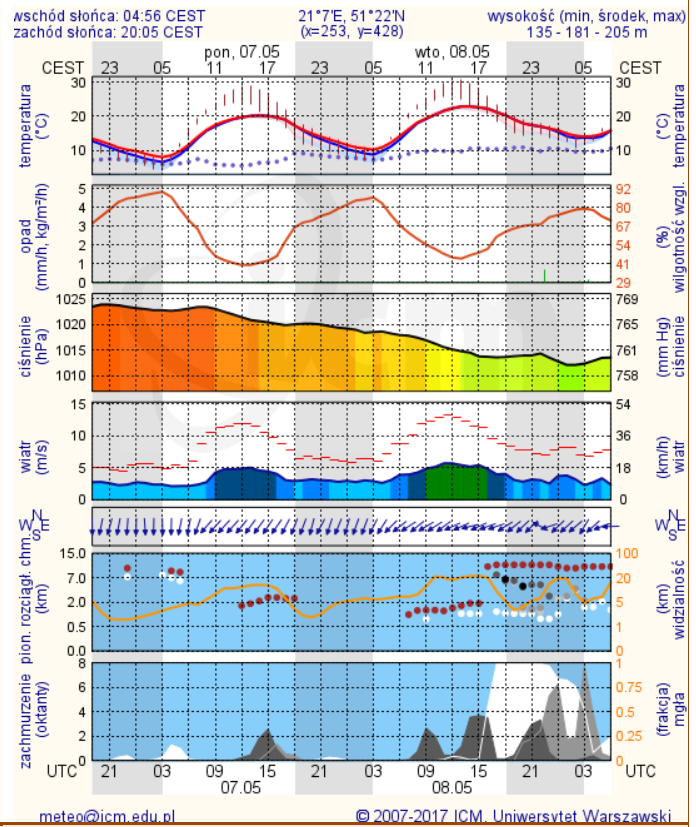 wschód słońca: 04:56 CEST 21°7'E, 51°22'N wysokość (min, środek, max)
zachód słońca: 20:05 CEST (x=253, y=428) 135 - 181 - 205 m
pon, 07.05 wto, 08.05
CEST 23 05 11 17 23 05 11 17 23 05 CEST
temperatura (°C)
30 20 10
30 20 10
(°C) temperatura
opad (mm/h, kg/m²/h)
5 4 3 2 1 0
92 80 67 54 41 29
(%) wilgotność wzgl.
ciśnienie (hPa)
1025 1020 1015 1010
769 765 761 758
(mm Hg) ciśnienie
wiatr (m/s)
15 10 5 0
54 36 18 0
(km/h) wiatr
N W E S
N W E S
pion. rozciągł. chm. (km)
15.0 7.0 2.0 0.5 0.0
100 20 5 1 0
(km) widzialność
zachmurzenie (oktanty)
8 6 4 2 0
1 0.75 0.5 0.25 0
(frakcja) mgła
UTC 21 03 09 15 21 03 09 15 21 03 UTC
07.05 08.05
meteo@icm.edu.pl © 2007-2017 ICM, Uniwersytet Warszawski